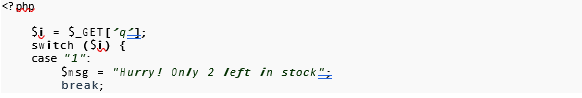 <?php
$i = $_GET["q"];
switch ($i) {
case "1":
$msg = "Hurry! Only 2 left in stock";
break;